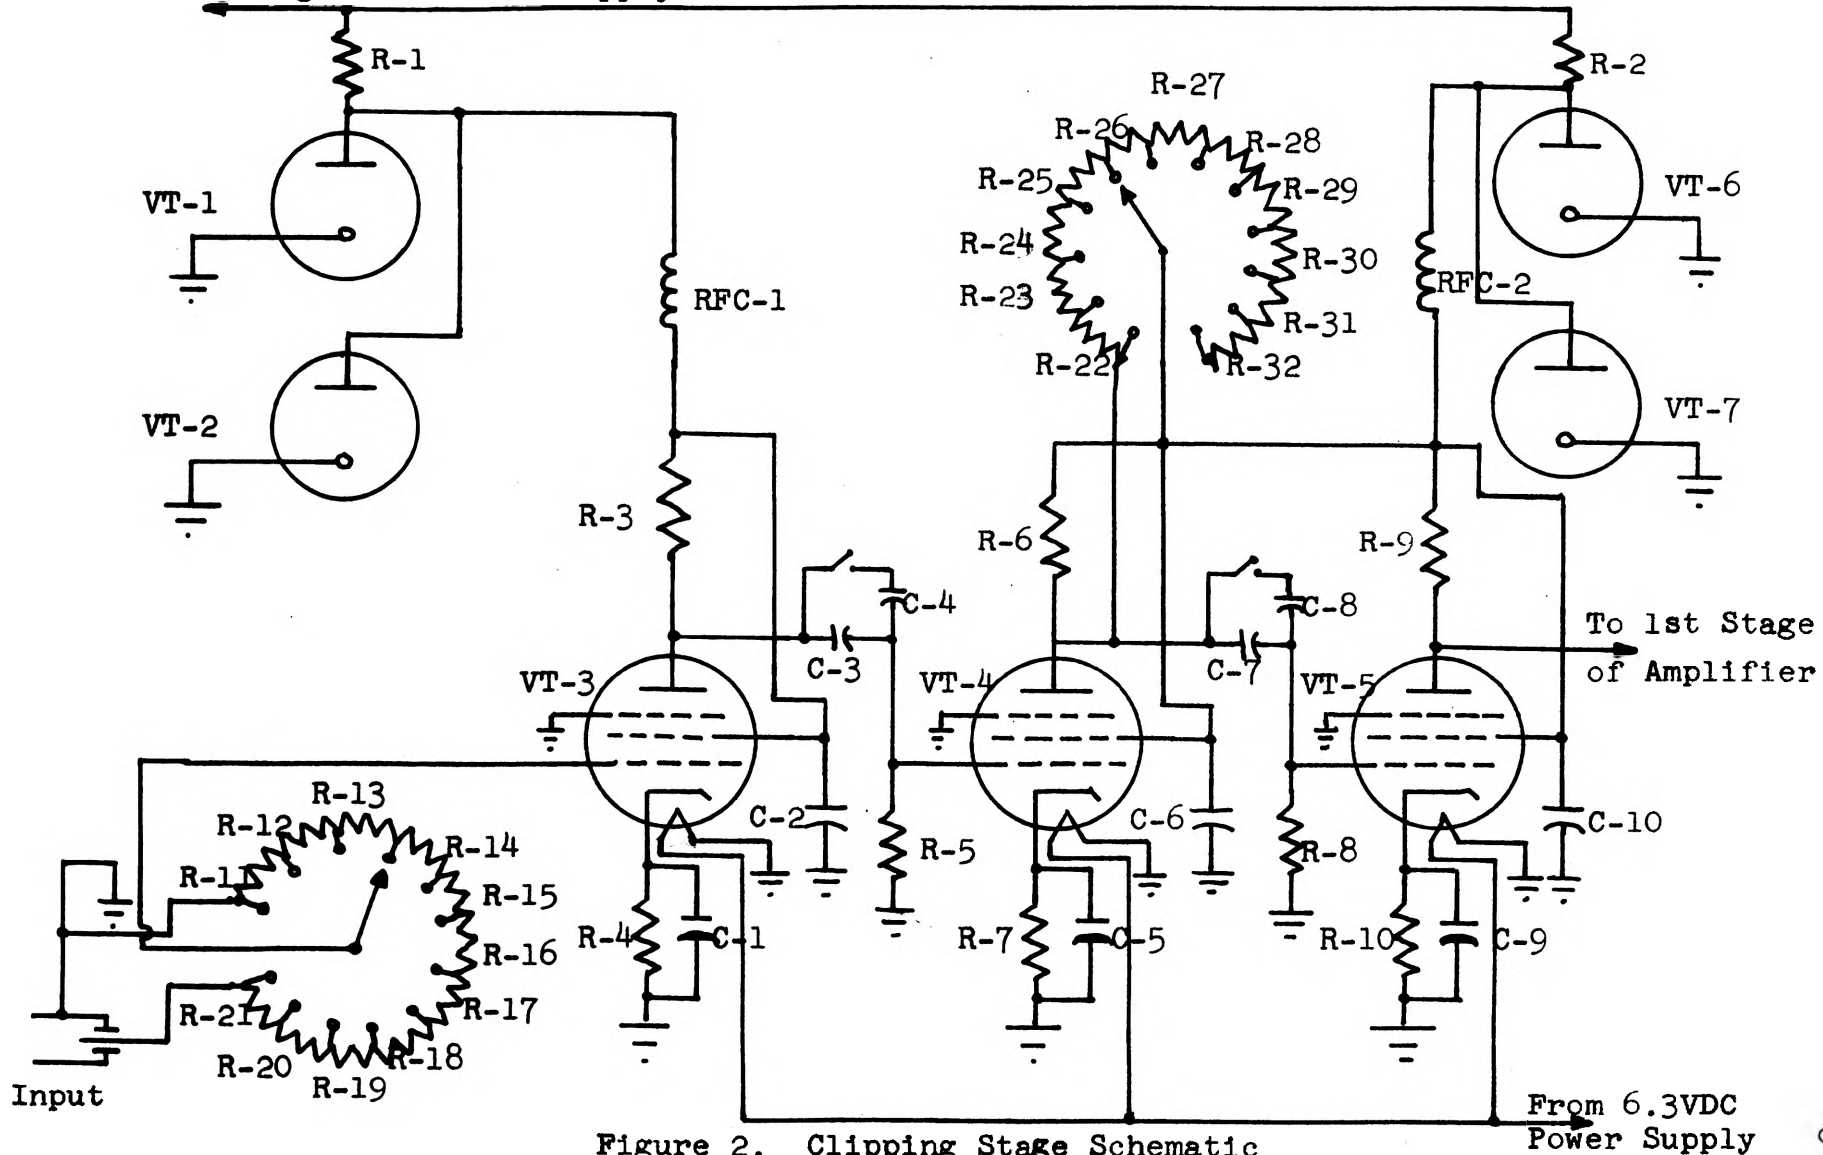 R-1
R-2
R-27
R-26
R-28
R-25
R-29
VT-1
VT-6
R-24
R-30
R-23
RFC-1
RFC-2
R-31
R-22
R-32
VT-2
VT-7
R-3
R-6
R-9
C-4
C-8
To 1st Stage
of Amplifier
C-3
C-7
VT-3
VT-4
VT-5
R-13
R-12
C-2
C-6
C-10
R-14
R-5
R-8
R-11
R-15
R-4
C-1
R-7
C-5
R-10
C-9
R-16
R-21
R-17
R-20
R-18
R-19
Input
From 6.3VDC
Power Supply
Figure 2. Clipping Stage Schematic